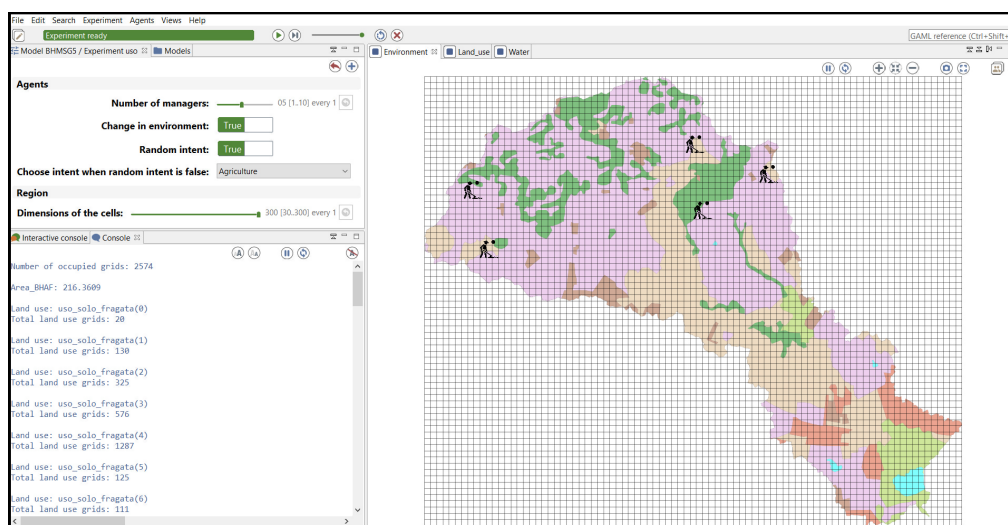 File Edit Search Experiment Agents Views Help
Experiment ready
GAML reference (Ctrl+Shift+
Model BHMSG5 / Experiment uso Models
Environment Land_use Water
Agents
Number of managers: 05 [1..10] every 1
Change in environment: True
Random intent: True
Choose intent when random intent is false: Agriculture
Region
Dimensions of the cells: 300 [30..300] every 1
Interactive console Console
Number of occupied grids: 2574
Area_BHAF: 216.3609
Land use: uso_solo_fragata(0)
Total land use grids: 20
Land use: uso_solo_fragata(1)
Total land use grids: 130
Land use: uso_solo_fragata(2)
Total land use grids: 325
Land use: uso_solo_fragata(3)
Total land use grids: 576
Land use: uso_solo_fragata(4)
Total land use grids: 1287
Land use: uso_solo_fragata(5)
Total land use grids: 125
Land use: uso_solo_fragata(6)
Total land use grids: 111